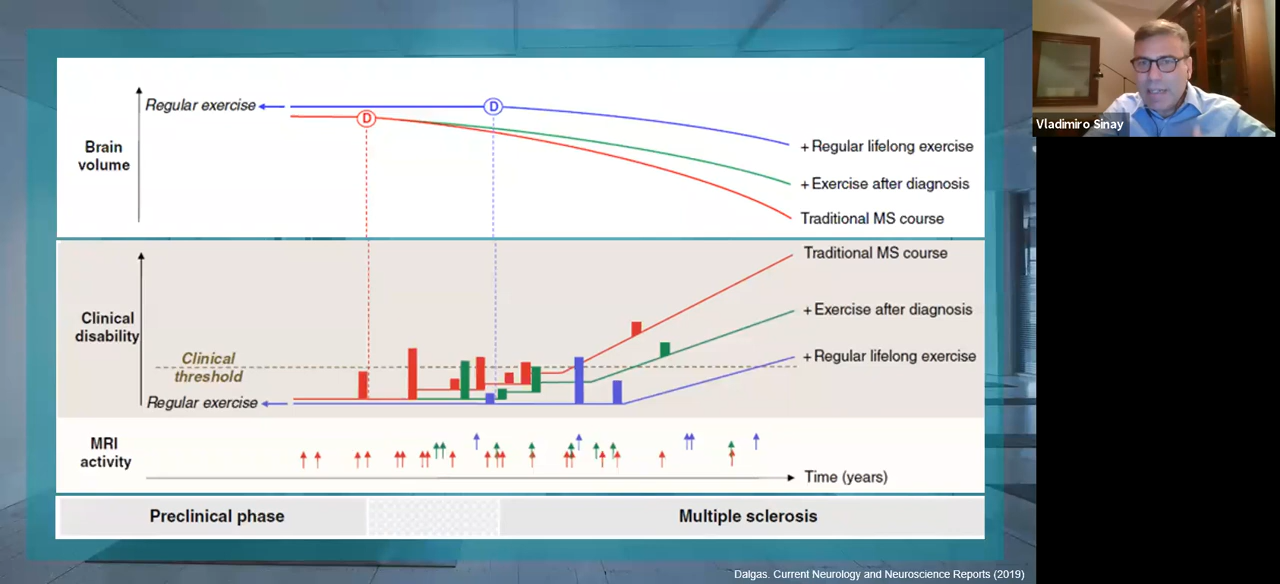 Regular exercise
D
D
Brain
volume
+ Regular lifelong exercise
+ Exercise after diagnosis
Traditional MS course
Traditional MS course
Clinical
disability
+ Exercise after diagnosis
+ Regular lifelong exercise
Clinical
threshold
Regular exercise
MRI
activity
Time (years)
Preclinical phase
Multiple sclerosis
Dalgas. Current Neurology and Neuroscience Reports (2019)
Vladimiro Sinay